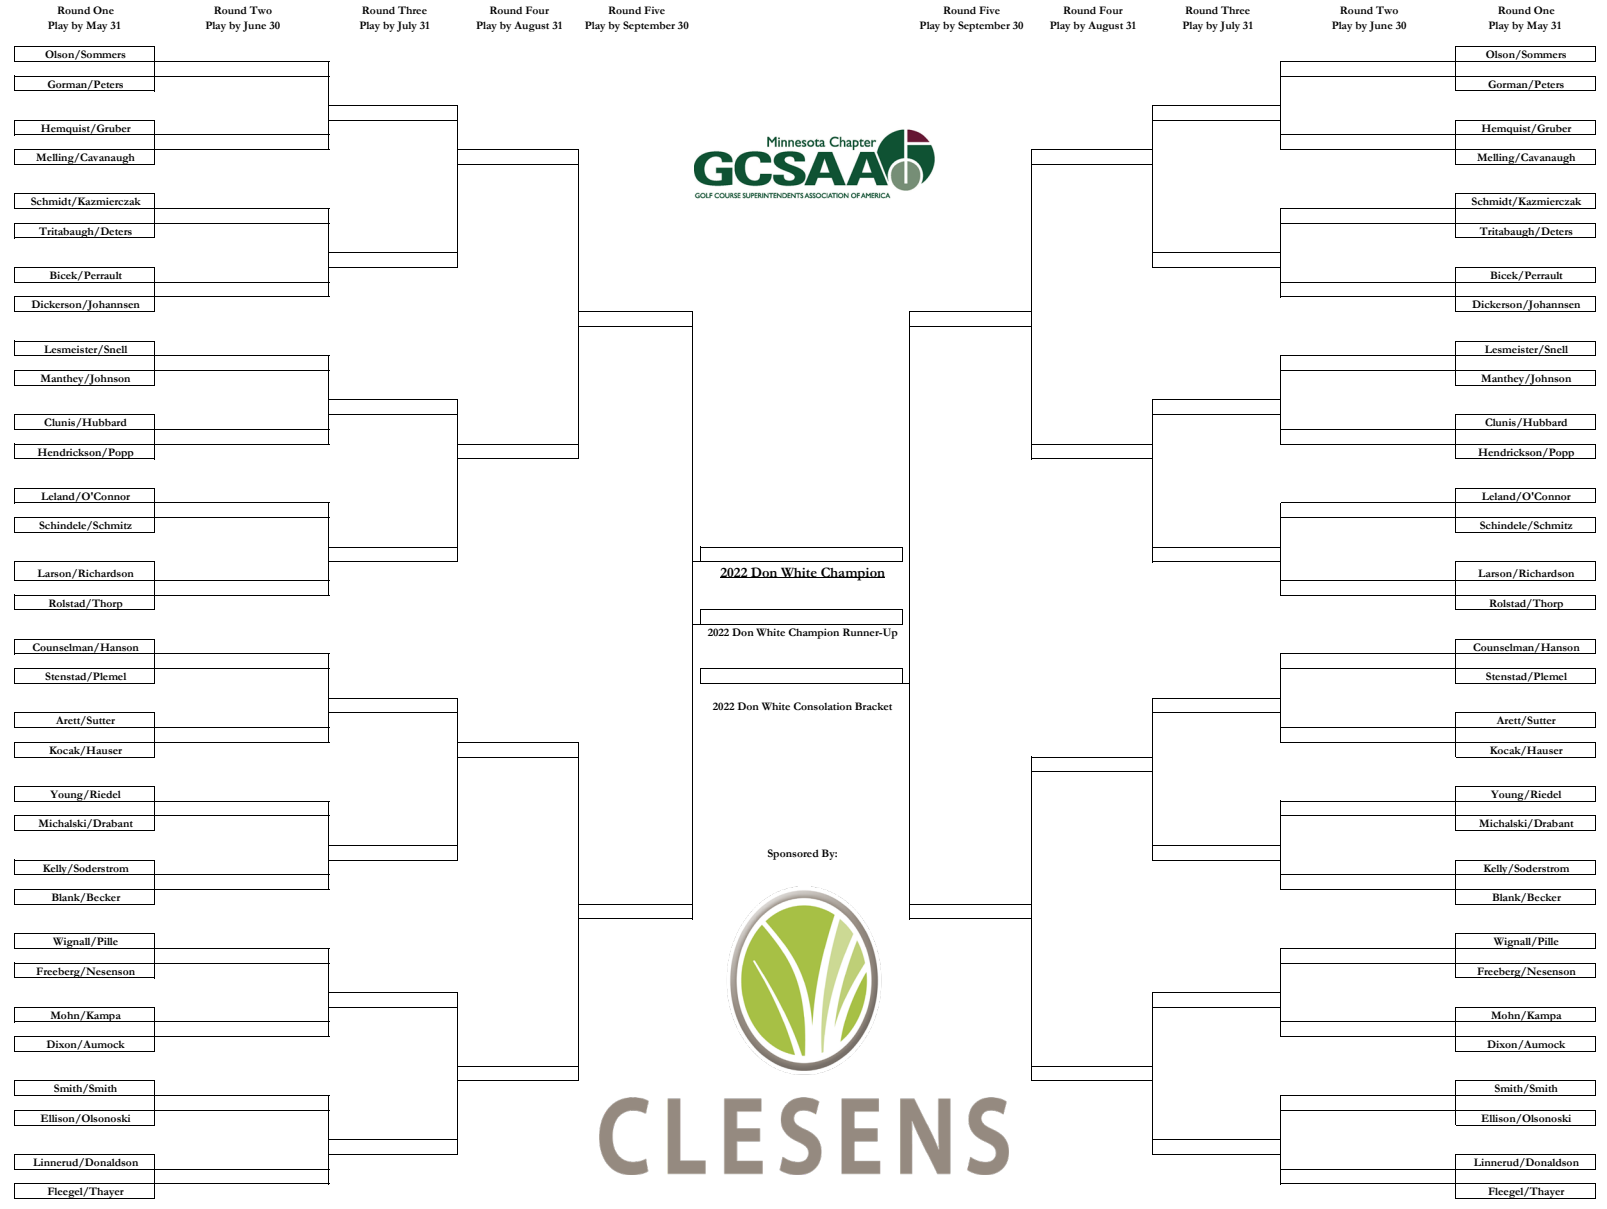 Round One
Play by May 31
Round Two
Play by June 30
Round Three
Play by July 31
Round Four
Play by August 31
Round Five
Play by September 30
Round Five
Play by September 30
Round Four
Play by August 31
Round Three
Play by July 31
Round Two
Play by June 30
Round One
Play by May 31
Olson/Sommers
Gorman/Peters
Hemquist/Gruber
Melling/Cavanaugh
Schmidt/Kazmierczak
Tritabaugh/Deters
Bicek/Perrault
Dickerson/Johannsen
Lesmeister/Snell
Manthey/Johnson
Clunis/Hubbard
Hendrickson/Popp
Leland/O'Connor
Schindele/Schmitz
Larson/Richardson
Rolstad/Thorp
Counselman/Hanson
Stenstad/Plemel
Arett/Sutter
Kocak/Hauser
Young/Riedel
Michalski/Drabant
Kelly/Soderstrom
Blank/Becker
Wignall/Pille
Freeberg/Nesenson
Mohn/Kampa
Dixon/Aumock
Smith/Smith
Ellison/Olsonoski
Linnerud/Donaldson
Fleegel/Thayer
Minnesota Chapter
GCSAA
GOLF COURSE SUPERINTENDENTS ASSOCIATION OF AMERICA
2022 Don White Champion
2022 Don White Champion Runner-Up
2022 Don White Consolation Bracket
Sponsored By:
CLESENS
Olson/Sommers
Gorman/Peters
Hemquist/Gruber
Melling/Cavanaugh
Schmidt/Kazmierczak
Tritabaugh/Deters
Bicek/Perrault
Dickerson/Johannsen
Lesmeister/Snell
Manthey/Johnson
Clunis/Hubbard
Hendrickson/Popp
Leland/O'Connor
Schindele/Schmitz
Larson/Richardson
Rolstad/Thorp
Counselman/Hanson
Stenstad/Plemel
Arett/Sutter
Kocak/Hauser
Young/Riedel
Michalski/Drabant
Kelly/Soderstrom
Blank/Becker
Wignall/Pille
Freeberg/Nesenson
Mohn/Kampa
Dixon/Aumock
Smith/Smith
Ellison/Olsonoski
Linnerud/Donaldson
Fleegel/Thayer